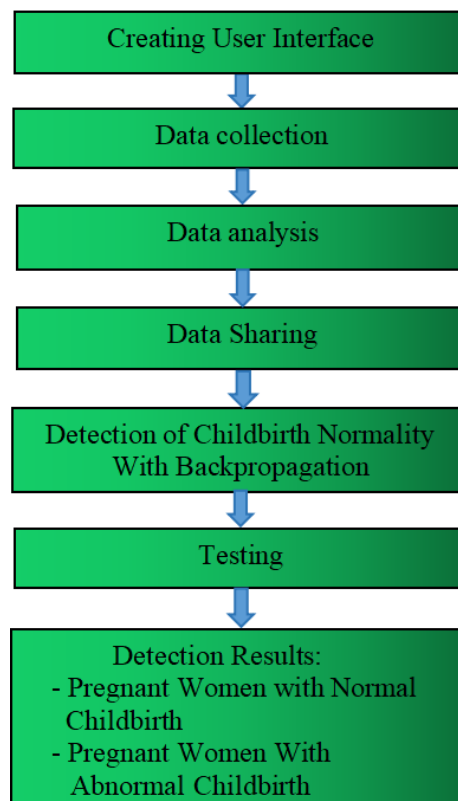 Creating User Interface
Data collection
Data analysis
Data Sharing
Detection of Childbirth Normality
With Backpropagation
Testing
Detection Results:
- Pregnant Women with Normal
Childbirth
- Pregnant Women With
Abnormal Childbirth